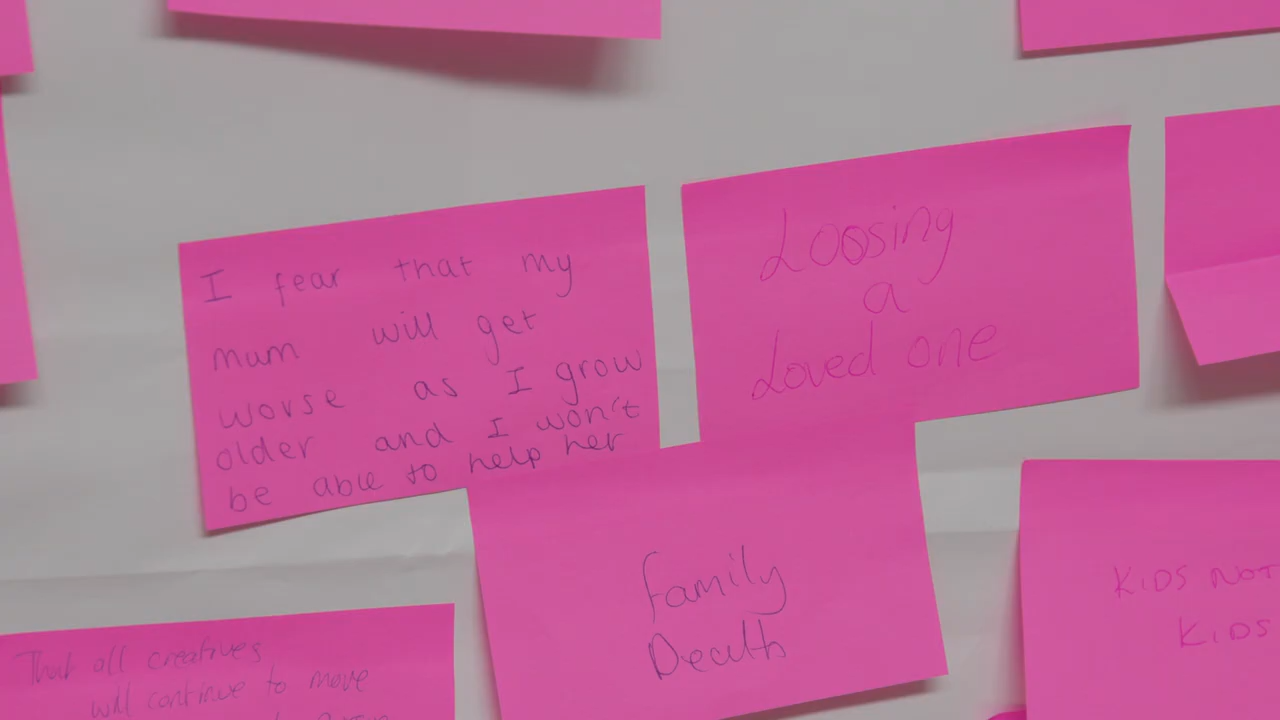 I fear that my
mum will get
worse as I grow
older and I won't
be able to help her
Loosing
a
Loved one
family
Death
KIDS NOT
KIDS
That all creatives
will continue to move